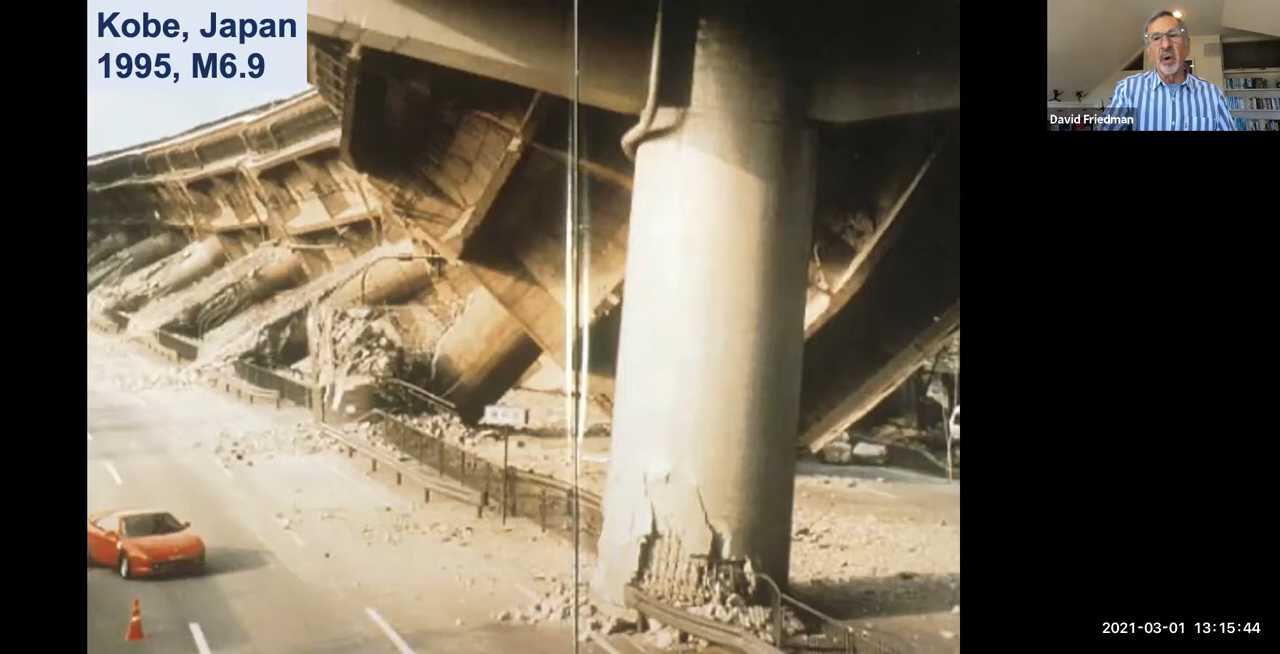 Kobe, Japan
1995, M6.9
David Friedman
2021-03-01 13:15:44